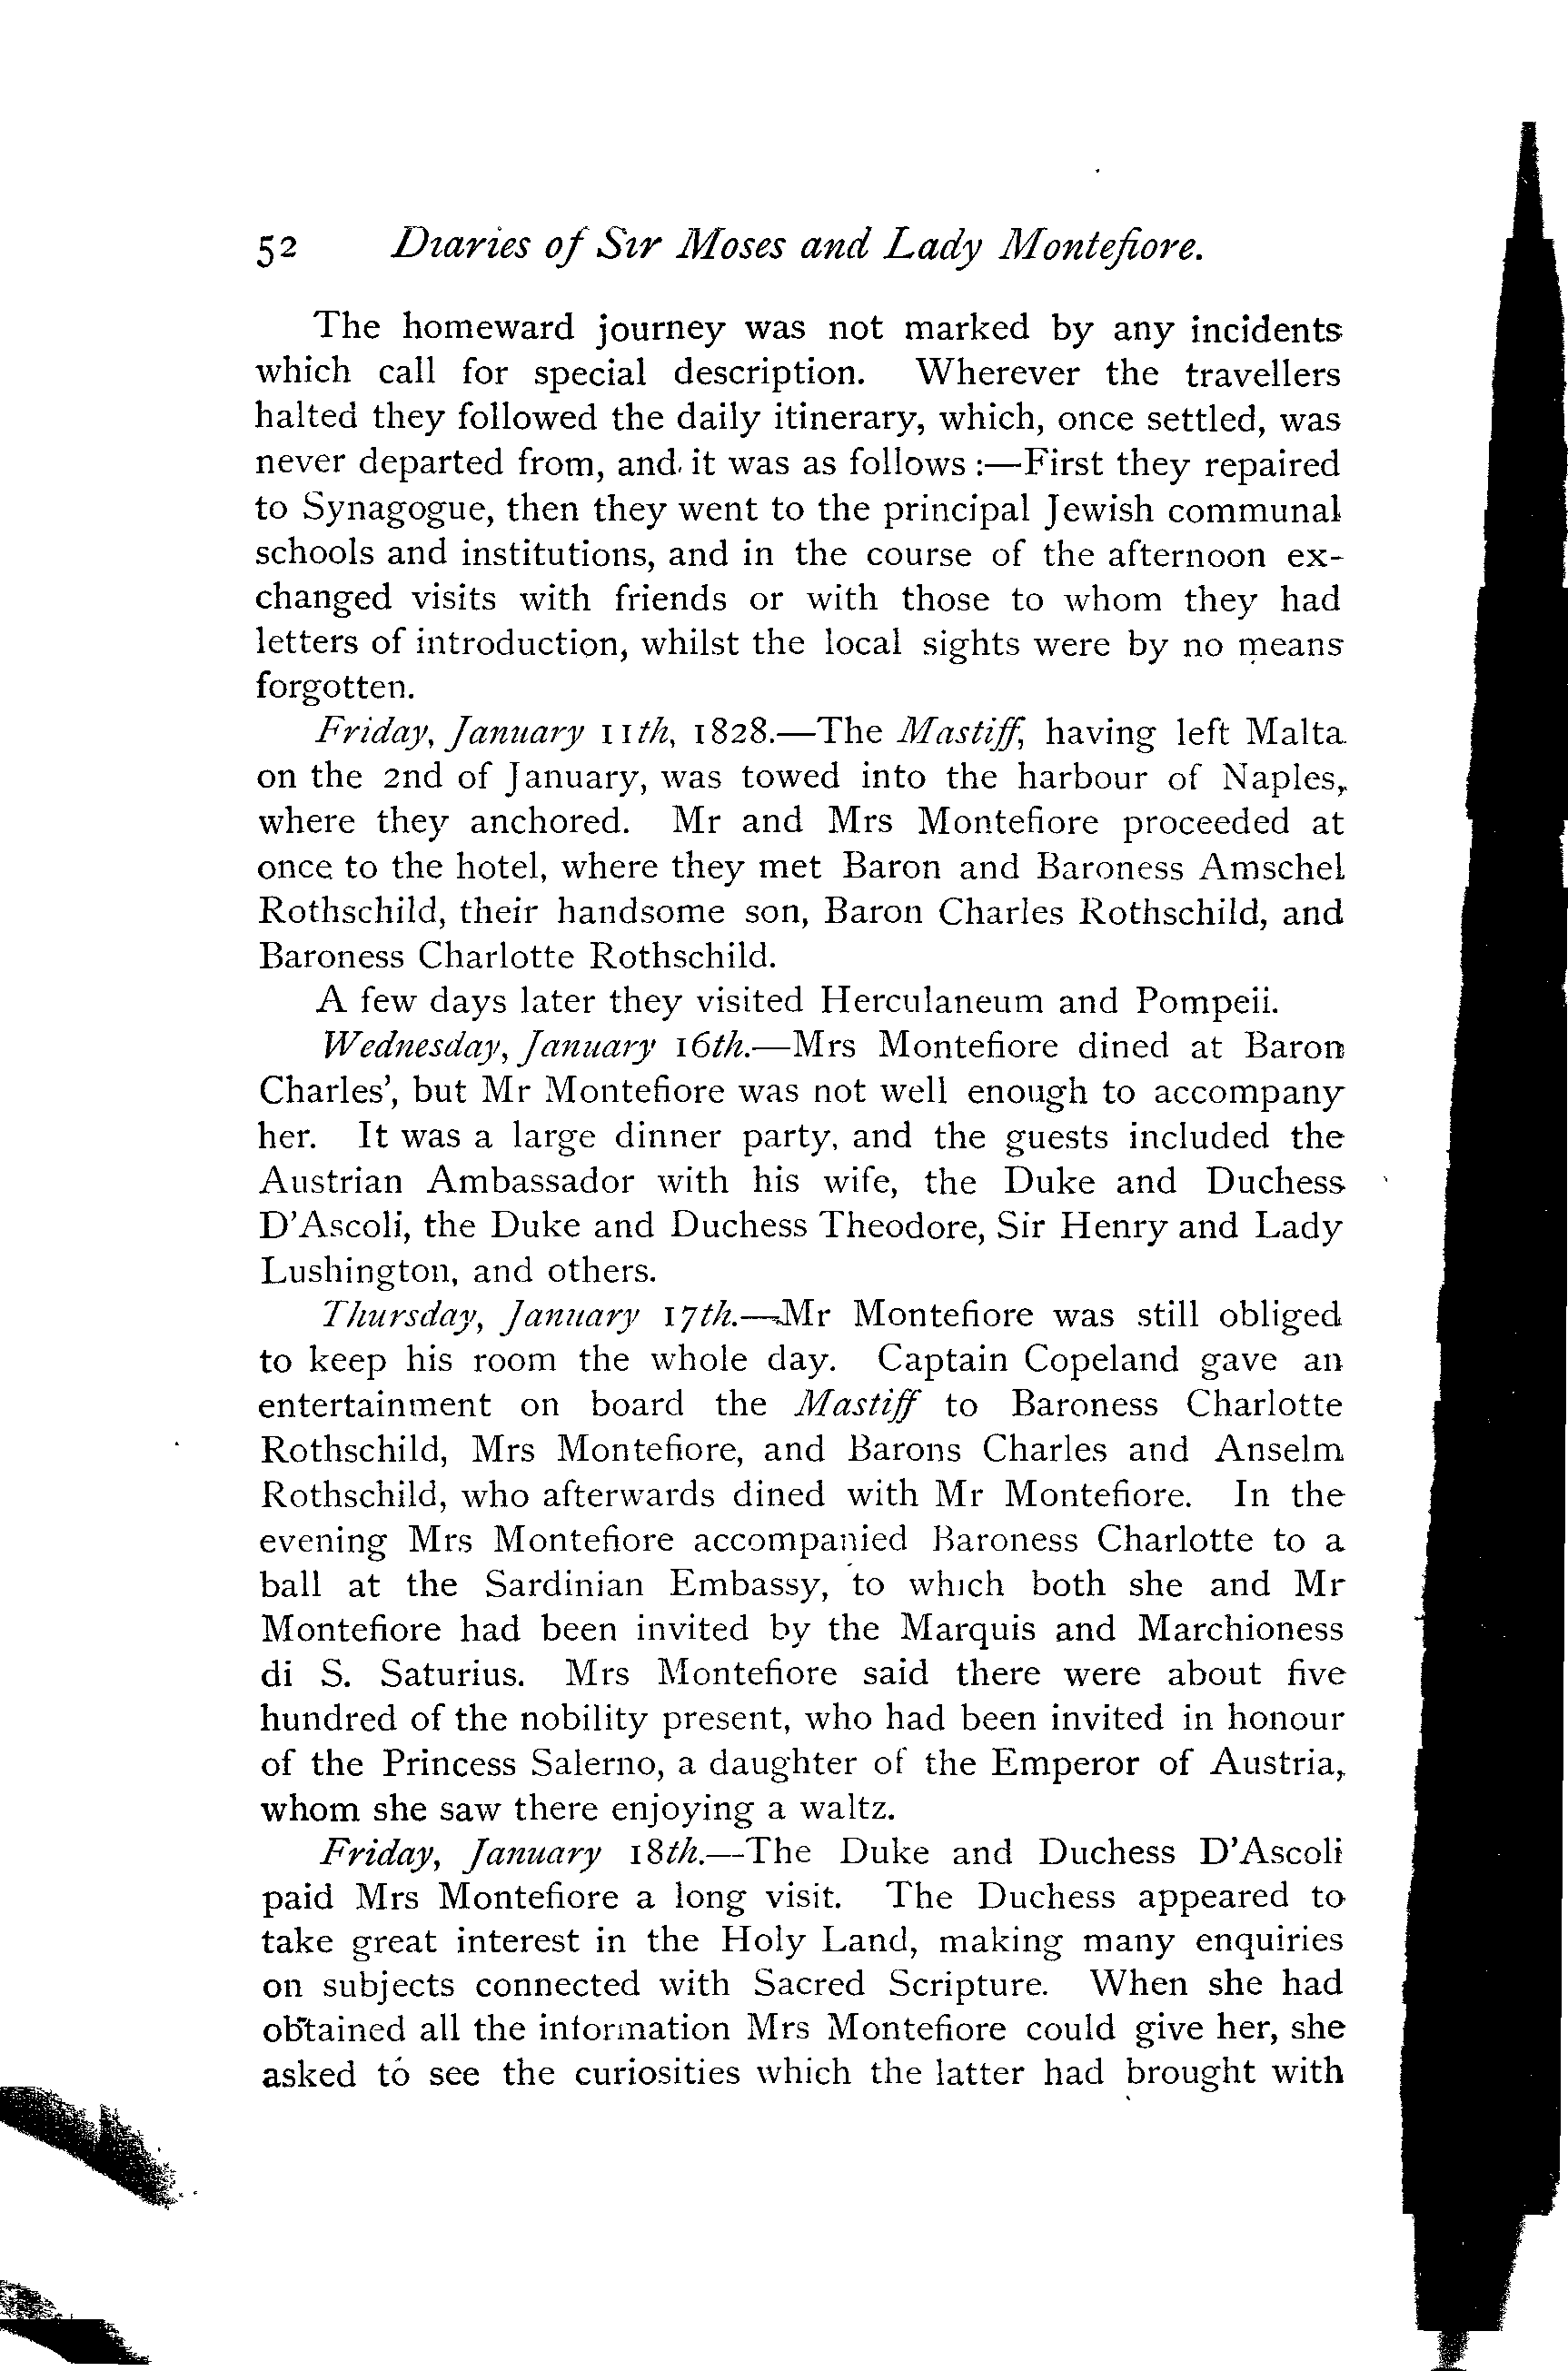 52 Diaries of Sir Moses and Lady Montefiore.
The homeward journey was not marked by any incidents
which call for special description. Wherever the travellers
halted they followed the daily itinerary, which, once settled, was
never departed from, and it was as follows :—First they repaired
to Synagogue, then they went to the principal Jewish communal
schools and institutions, and in the course of the afternoon ex-
changed visits with friends or with those to whom they had
letters of introduction, whilst the local sights were by no means
forgotten.
Friday, January 11th, 1828.—The Mastiff, having left Malta
on the 2nd of January, was towed into the harbour of Naples,
where they anchored. Mr and Mrs Montefiore proceeded at
once to the hotel, where they met Baron and Baroness Amschel
Rothschild, their handsome son, Baron Charles Rothschild, and
Baroness Charlotte Rothschild.
A few days later they visited Herculaneum and Pompeii.
Wednesday, January 16th.—Mrs Montefiore dined at Baron
Charles', but Mr Montefiore was not well enough to accompany
her. It was a large dinner party, and the guests included the
Austrian Ambassador with his wife, the Duke and Duchess
D'Ascoli, the Duke and Duchess Theodore, Sir Henry and Lady
Lushington, and others.
Thursday, January 17th.—Mr Montefiore was still obliged
to keep his room the whole day. Captain Copeland gave an
entertainment on board the Mastiff to Baroness Charlotte
Rothschild, Mrs Montefiore, and Barons Charles and Anselm
Rothschild, who afterwards dined with Mr Montefiore. In the
evening Mrs Montefiore accompanied Baroness Charlotte to a
ball at the Sardinian Embassy, to which both she and Mr
Montefiore had been invited by the Marquis and Marchioness
di S. Saturius. Mrs Montefiore said there were about five
hundred of the nobility present, who had been invited in honour
of the Princess Salerno, a daughter of the Emperor of Austria,
whom she saw there enjoying a waltz.
Friday, January 18th.—The Duke and Duchess D'Ascoli
paid Mrs Montefiore a long visit. The Duchess appeared to
take great interest in the Holy Land, making many enquiries
on subjects connected with Sacred Scripture. When she had
obtained all the information Mrs Montefiore could give her, she
asked to see the curiosities which the latter had brought with